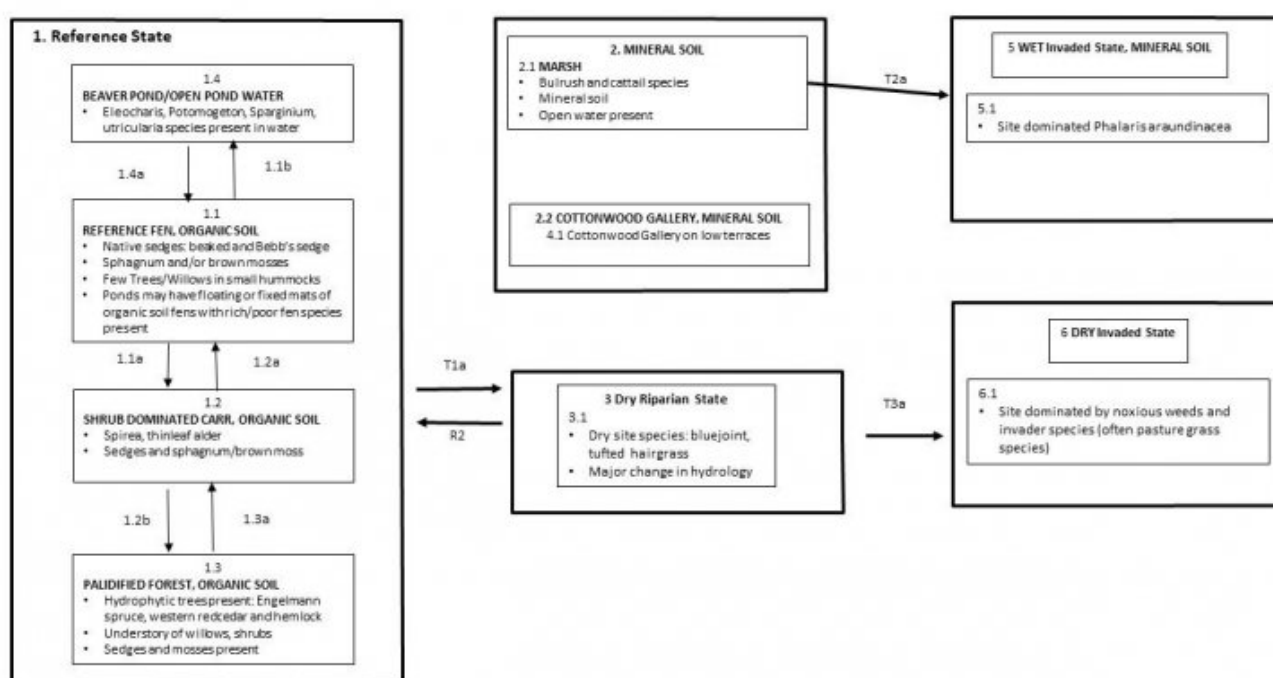 1. Reference State
1.4
BEAVER POND/OPEN POND WATER
• Eleocharis, Potomogeton, Sparginium,
utricularia species present in water
1.4a
1.1b
1.1
REFERENCE FEN, ORGANIC SOIL
• Native sedges: beaked and Bebb's sedge
• Sphagnum and/or brown mosses
• Few Trees/Willows in small hummocks
• Ponds may have floating or fixed mats of
organic soil fens with rich/poor fen species
present
1.1a
1.2a
1.2
SHRUB DOMINATED CARR, ORGANIC SOIL
• Spirea, thinleaf alder
• Sedges and sphagnum/brown moss
1.2b
1.3a
1.3
PALIDIFIED FOREST, ORGANIC SOIL
• Hydrophytic trees present: Engelmann
spruce, western redcedar and hemlock
• Understory of willows, shrubs
• Sedges and mosses present
T1a
R2
2. MINERAL SOIL
2.1 MARSH
• Bulrush and cattail species
• Mineral soil
• Open water present
2.2 COTTONWOOD GALLERY, MINERAL SOIL
4.1 Cottonwood Gallery on low terraces
T2a
5 WET Invaded State, MINERAL SOIL
5.1
• Site dominated Phalaris araundinacea
3 Dry Riparian State
3.1
• Dry site species: bluejoint,
tufted hairgrass
• Major change in hydrology
T3a
6 DRY Invaded State
6.1
• Site dominated by noxious weeds and
invader species (often pasture grass
species)